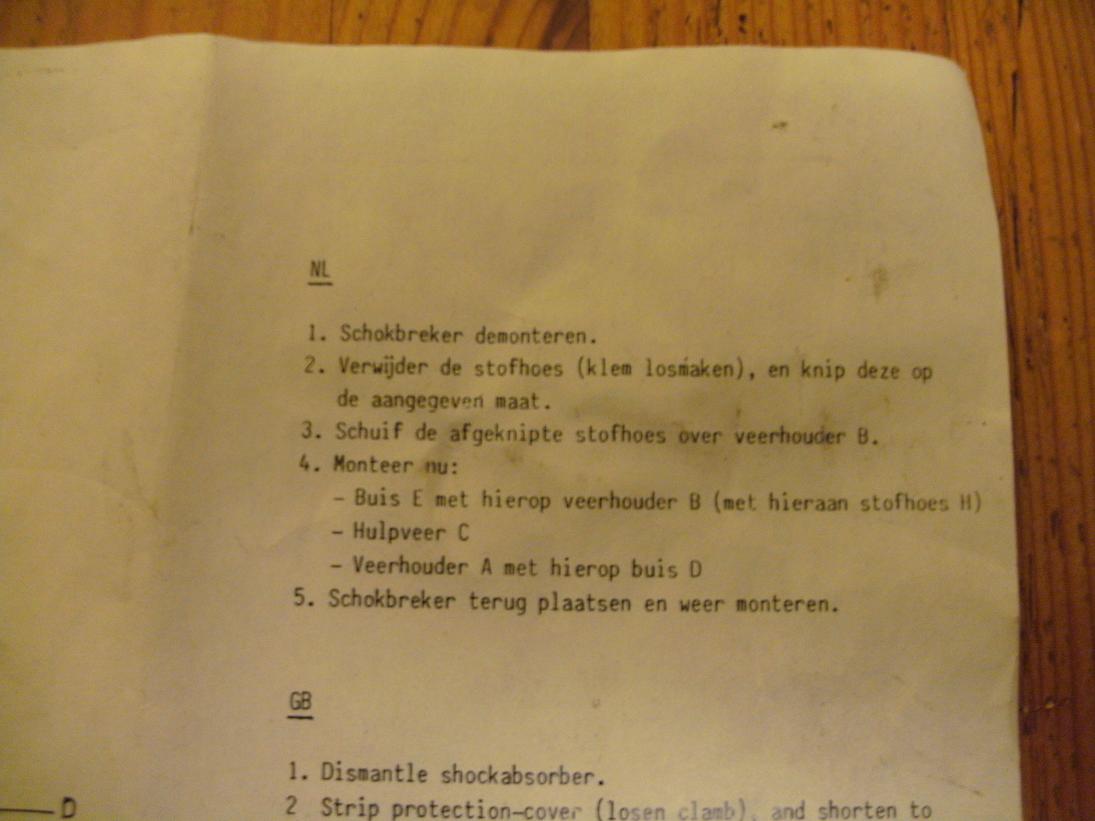 NL
1. Schokbreker demonteren.
2. Verwijder de stofhoes (klem losmaken), en knip deze op
de aangegeven maat.
3. Schuif de afgeknipte stofhoes over veerhouder B.
4. Monteer nu:
- Buis E met hierop veerhouder B (met hieraan stofhoes H)
- Hulpveer C
- Veerhouder A met hierop buis D
5. Schokbreker terug plaatsen en weer monteren.
GB
1. Dismantle shockabsorber.
2 Strip protection-cover (losen clamb), and shorten to
D